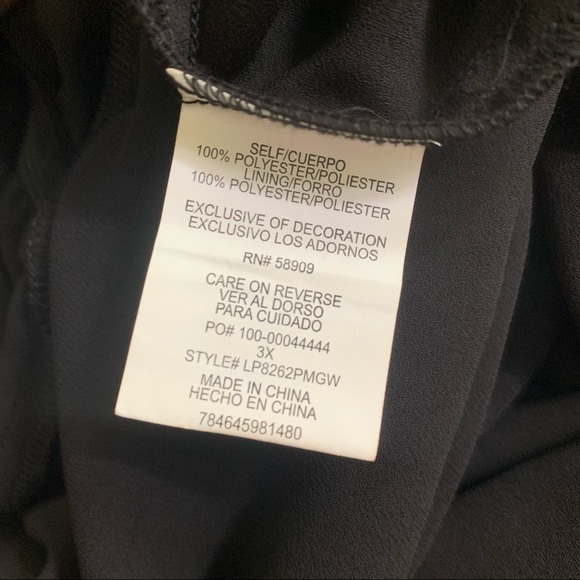 SELF/CUERPO
100% POLYESTER/POLIESTER
LINING/FORRO
100% POLYESTER/POLIESTER
EXCLUSIVE OF DECORATION
EXCLUSIVO LOS ADORNOS
RN# 58909
CARE ON REVERSE
VER AL DORSO
PARA CUIDADO
PO# 100-00044444
3X
STYLE# LP8262PMGW
MADE IN CHINA
HECHO EN CHINA
784645981480